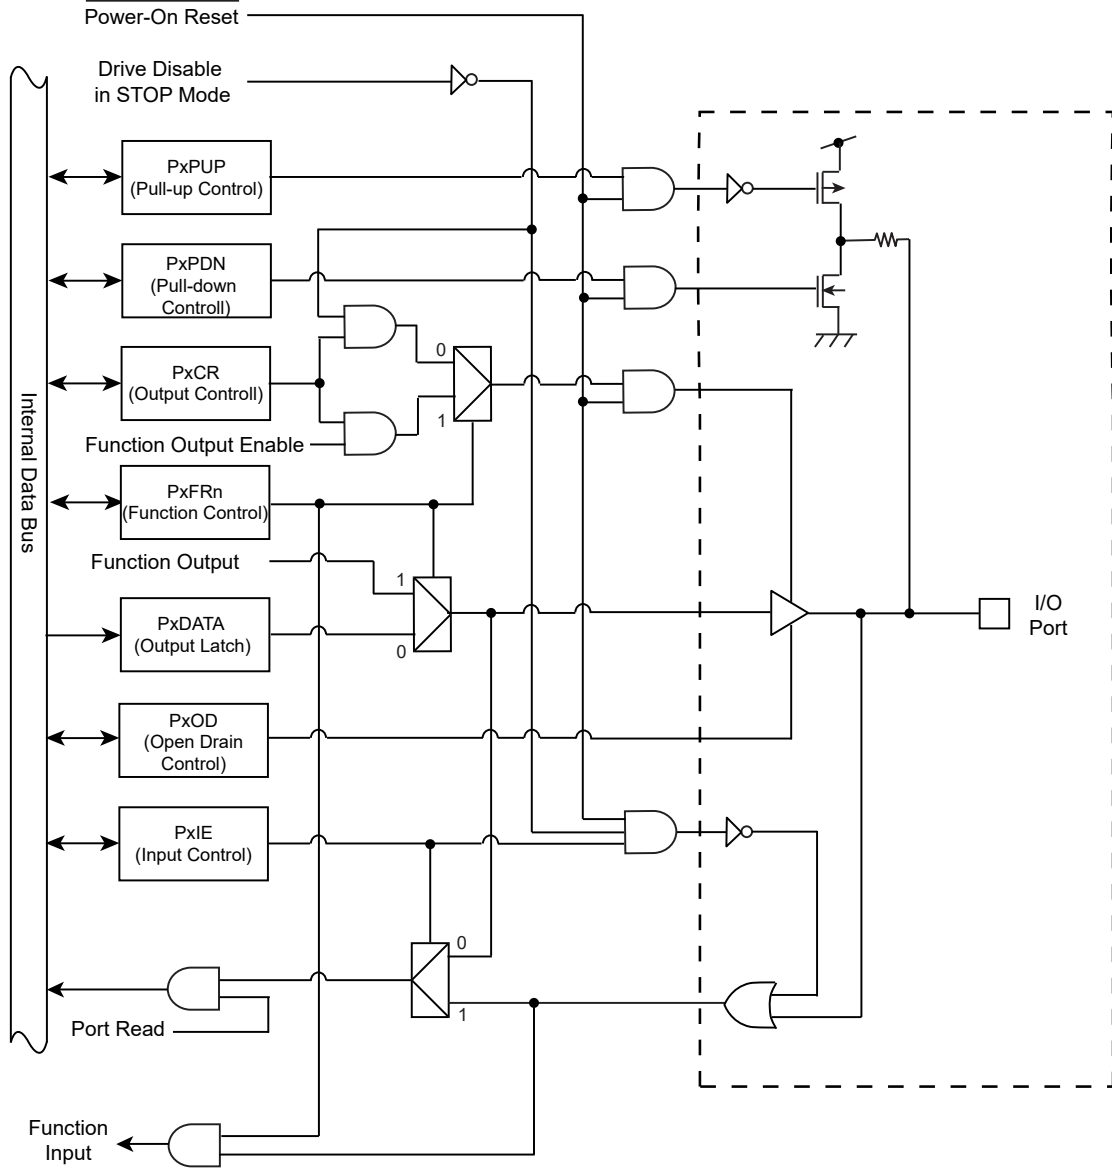 Power-On Reset
Drive Disable
in STOP Mode
PxPUP
(Pull-up Control)
PxPDN
(Pull-down
Controll)
PxCR
(Output Controll)
0
1
Function Output Enable
Internal Data Bus
PxFRn
(Function Control)
Function Output
1
0
PxDATA
(Output Latch)
I/O
Port
PxOD
(Open Drain
Control)
PxIE
(Input Control)
0
1
Port Read
Function
Input